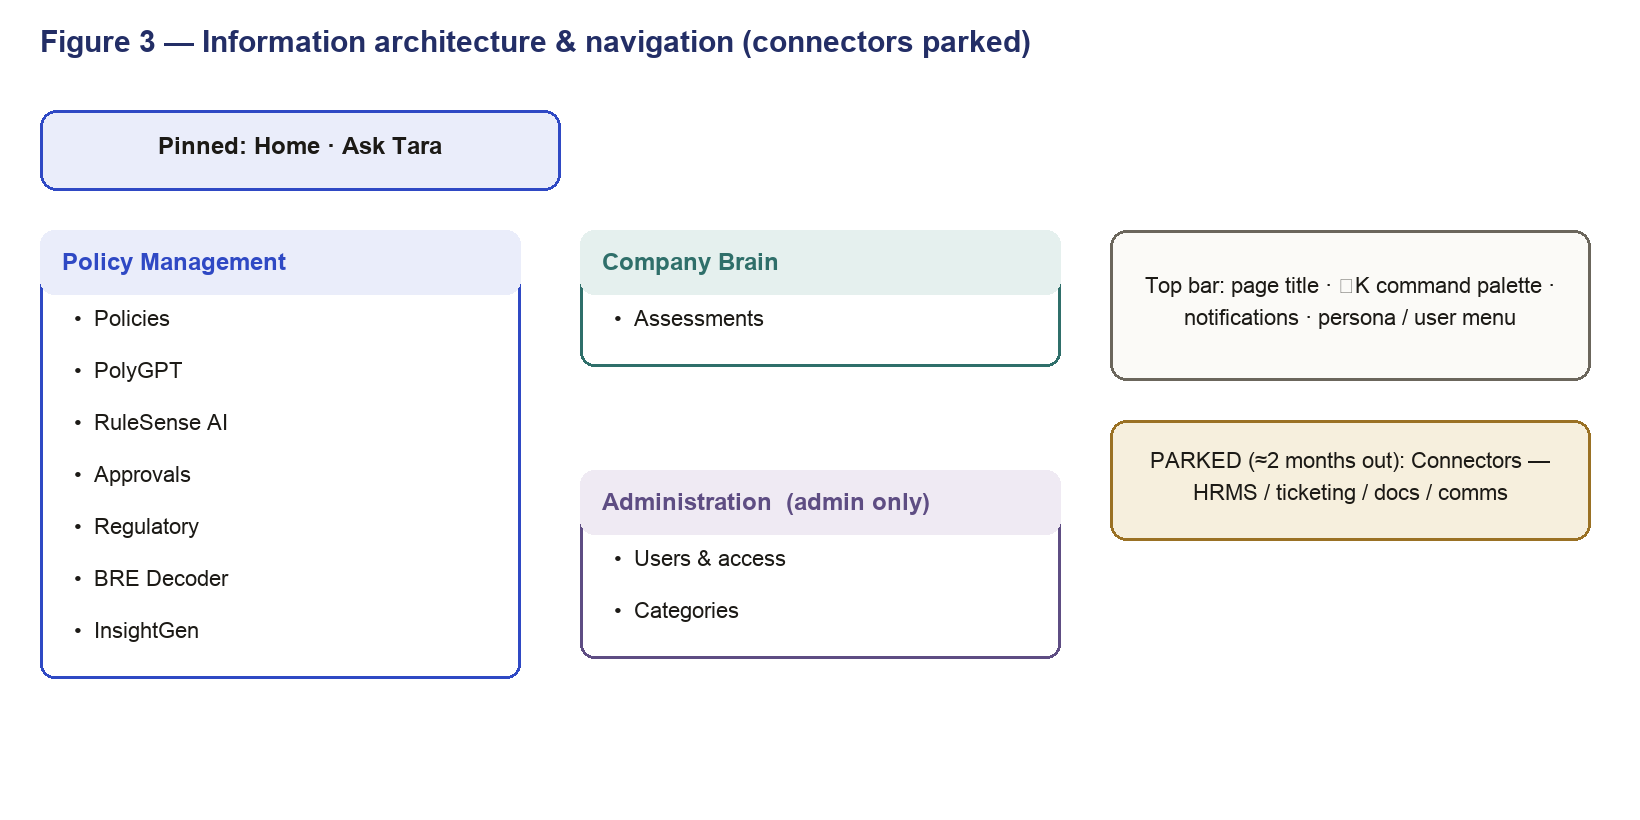 Figure 3 — Information architecture & navigation (connectors parked)
Pinned: Home · Ask Tara
Policy Management
• Policies
• PolyGPT
• RuleSense AI
• Approvals
• Regulatory
• BRE Decoder
• InsightGen
Company Brain
• Assessments
Administration (admin only)
• Users & access
• Categories
Top bar: page title · □K command palette ·
notifications · persona / user menu
PARKED (≈2 months out): Connectors —
HRMS / ticketing / docs / comms